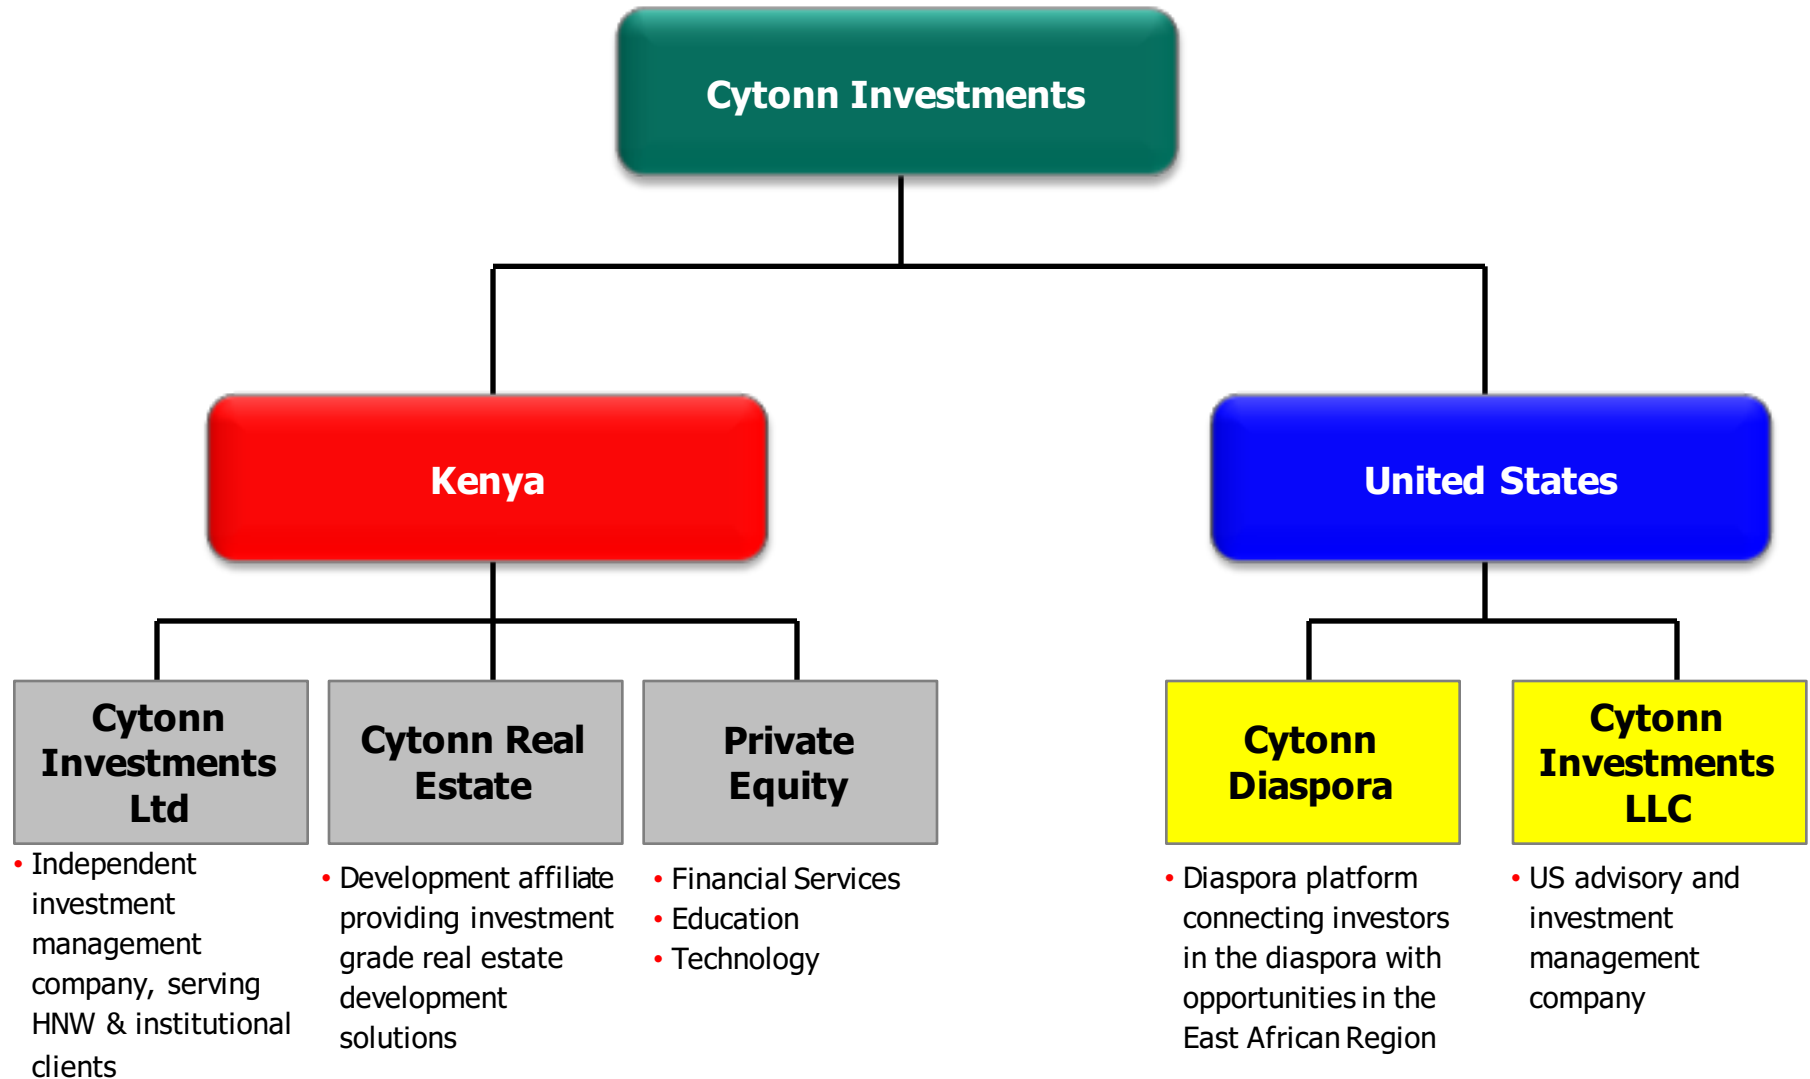 Cytonn Investments
Kenya
United States
Cytonn
Investments
Ltd
Cytonn Real
Estate
Private
Equity
Cytonn
Diaspora
Cytonn
Investments
LLC
• Independent
investment
management
company, serving
HNW & institutional
clients
• Development affiliate
providing investment
grade real estate
development
solutions
• Financial Services
• Education
• Technology
• Diaspora platform
connecting investors
in the diaspora with
opportunities in the
East African Region
• US advisory and
investment
management
company